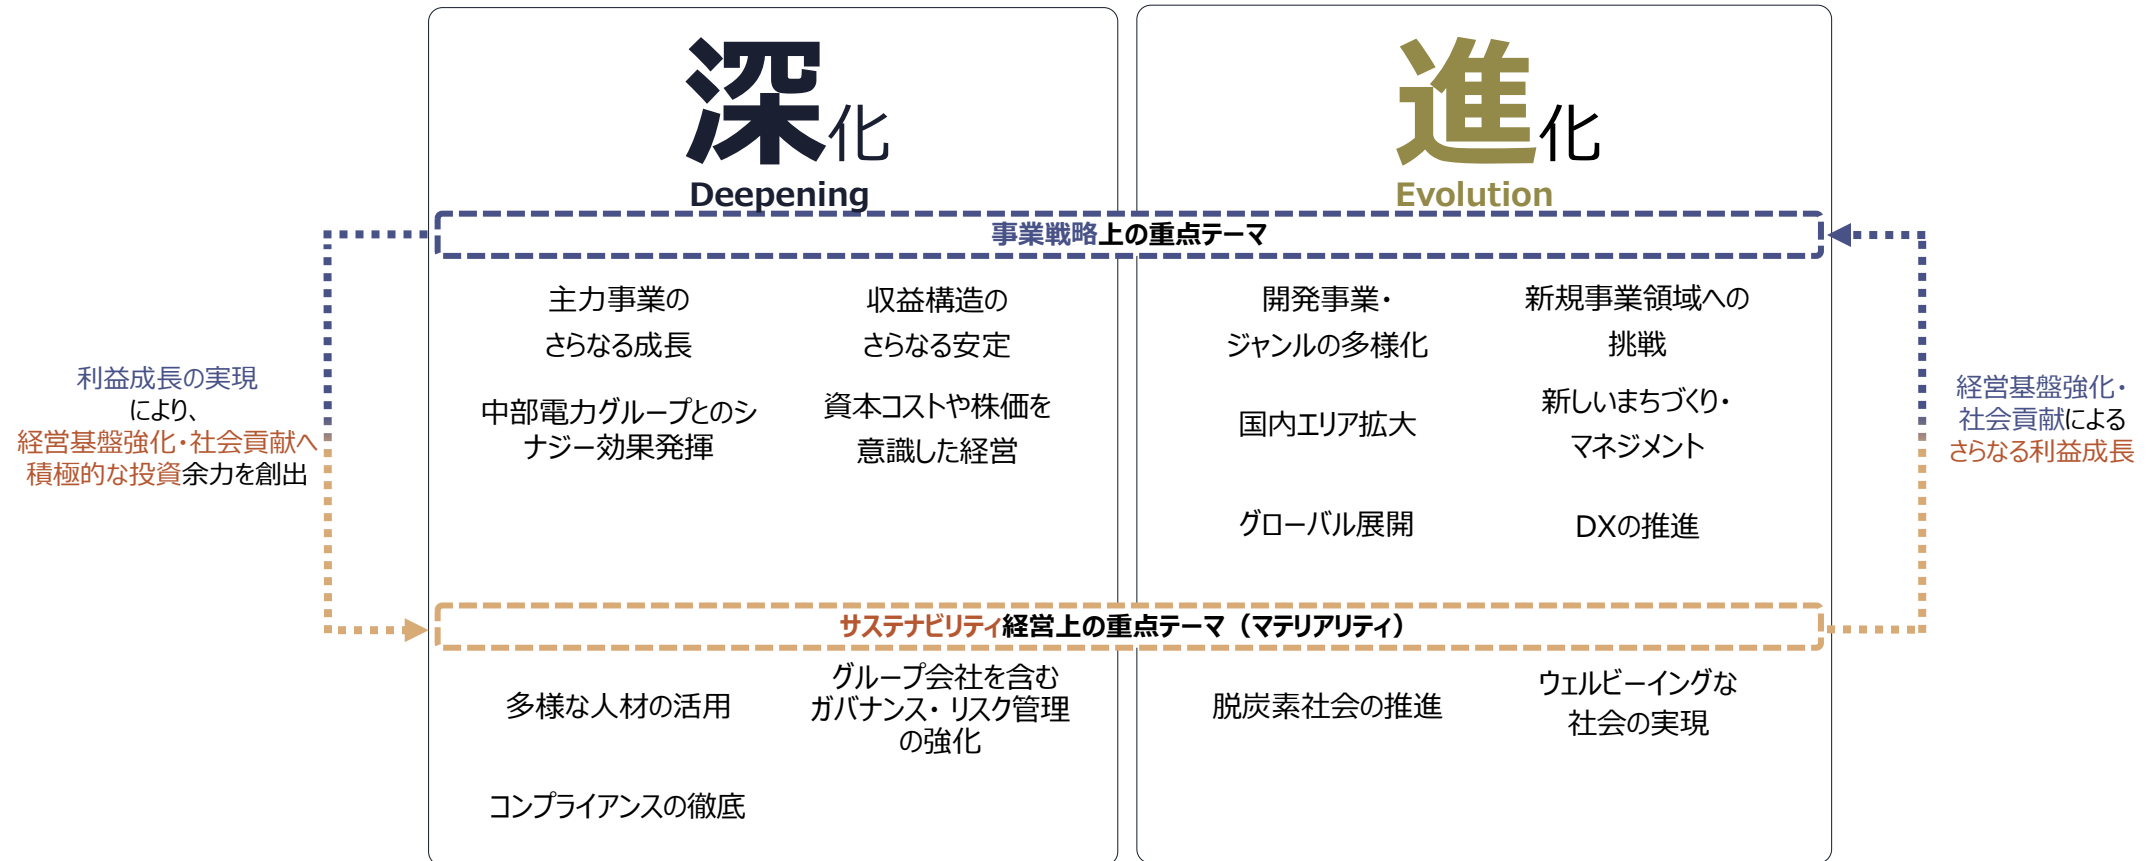 深化
Deepening
進化
Evolution
事業戦略上の重点テーマ
主力事業の
さらなる成長
収益構造の
さらなる安定
中部電力グループとのシ
ナジー効果発揮
資本コストや株価を
意識した経営
開発事業・
ジャンルの多様化
新規事業領域への
挑戦
国内エリア拡大
新しいまちづくり・
マネジメント
グローバル展開
DXの推進
利益成長の実現
により、
経営基盤強化・社会貢献へ
積極的な投資余力を創出
経営基盤強化・
社会貢献による
さらなる利益成長
サステナビリティ経営上の重点テーマ（マテリアリティ）
多様な人材の活用
グループ会社を含む
ガバナンス・リスク管理
の強化
コンプライアンスの徹底
脱炭素社会の推進
ウェルビーイングな
社会の実現